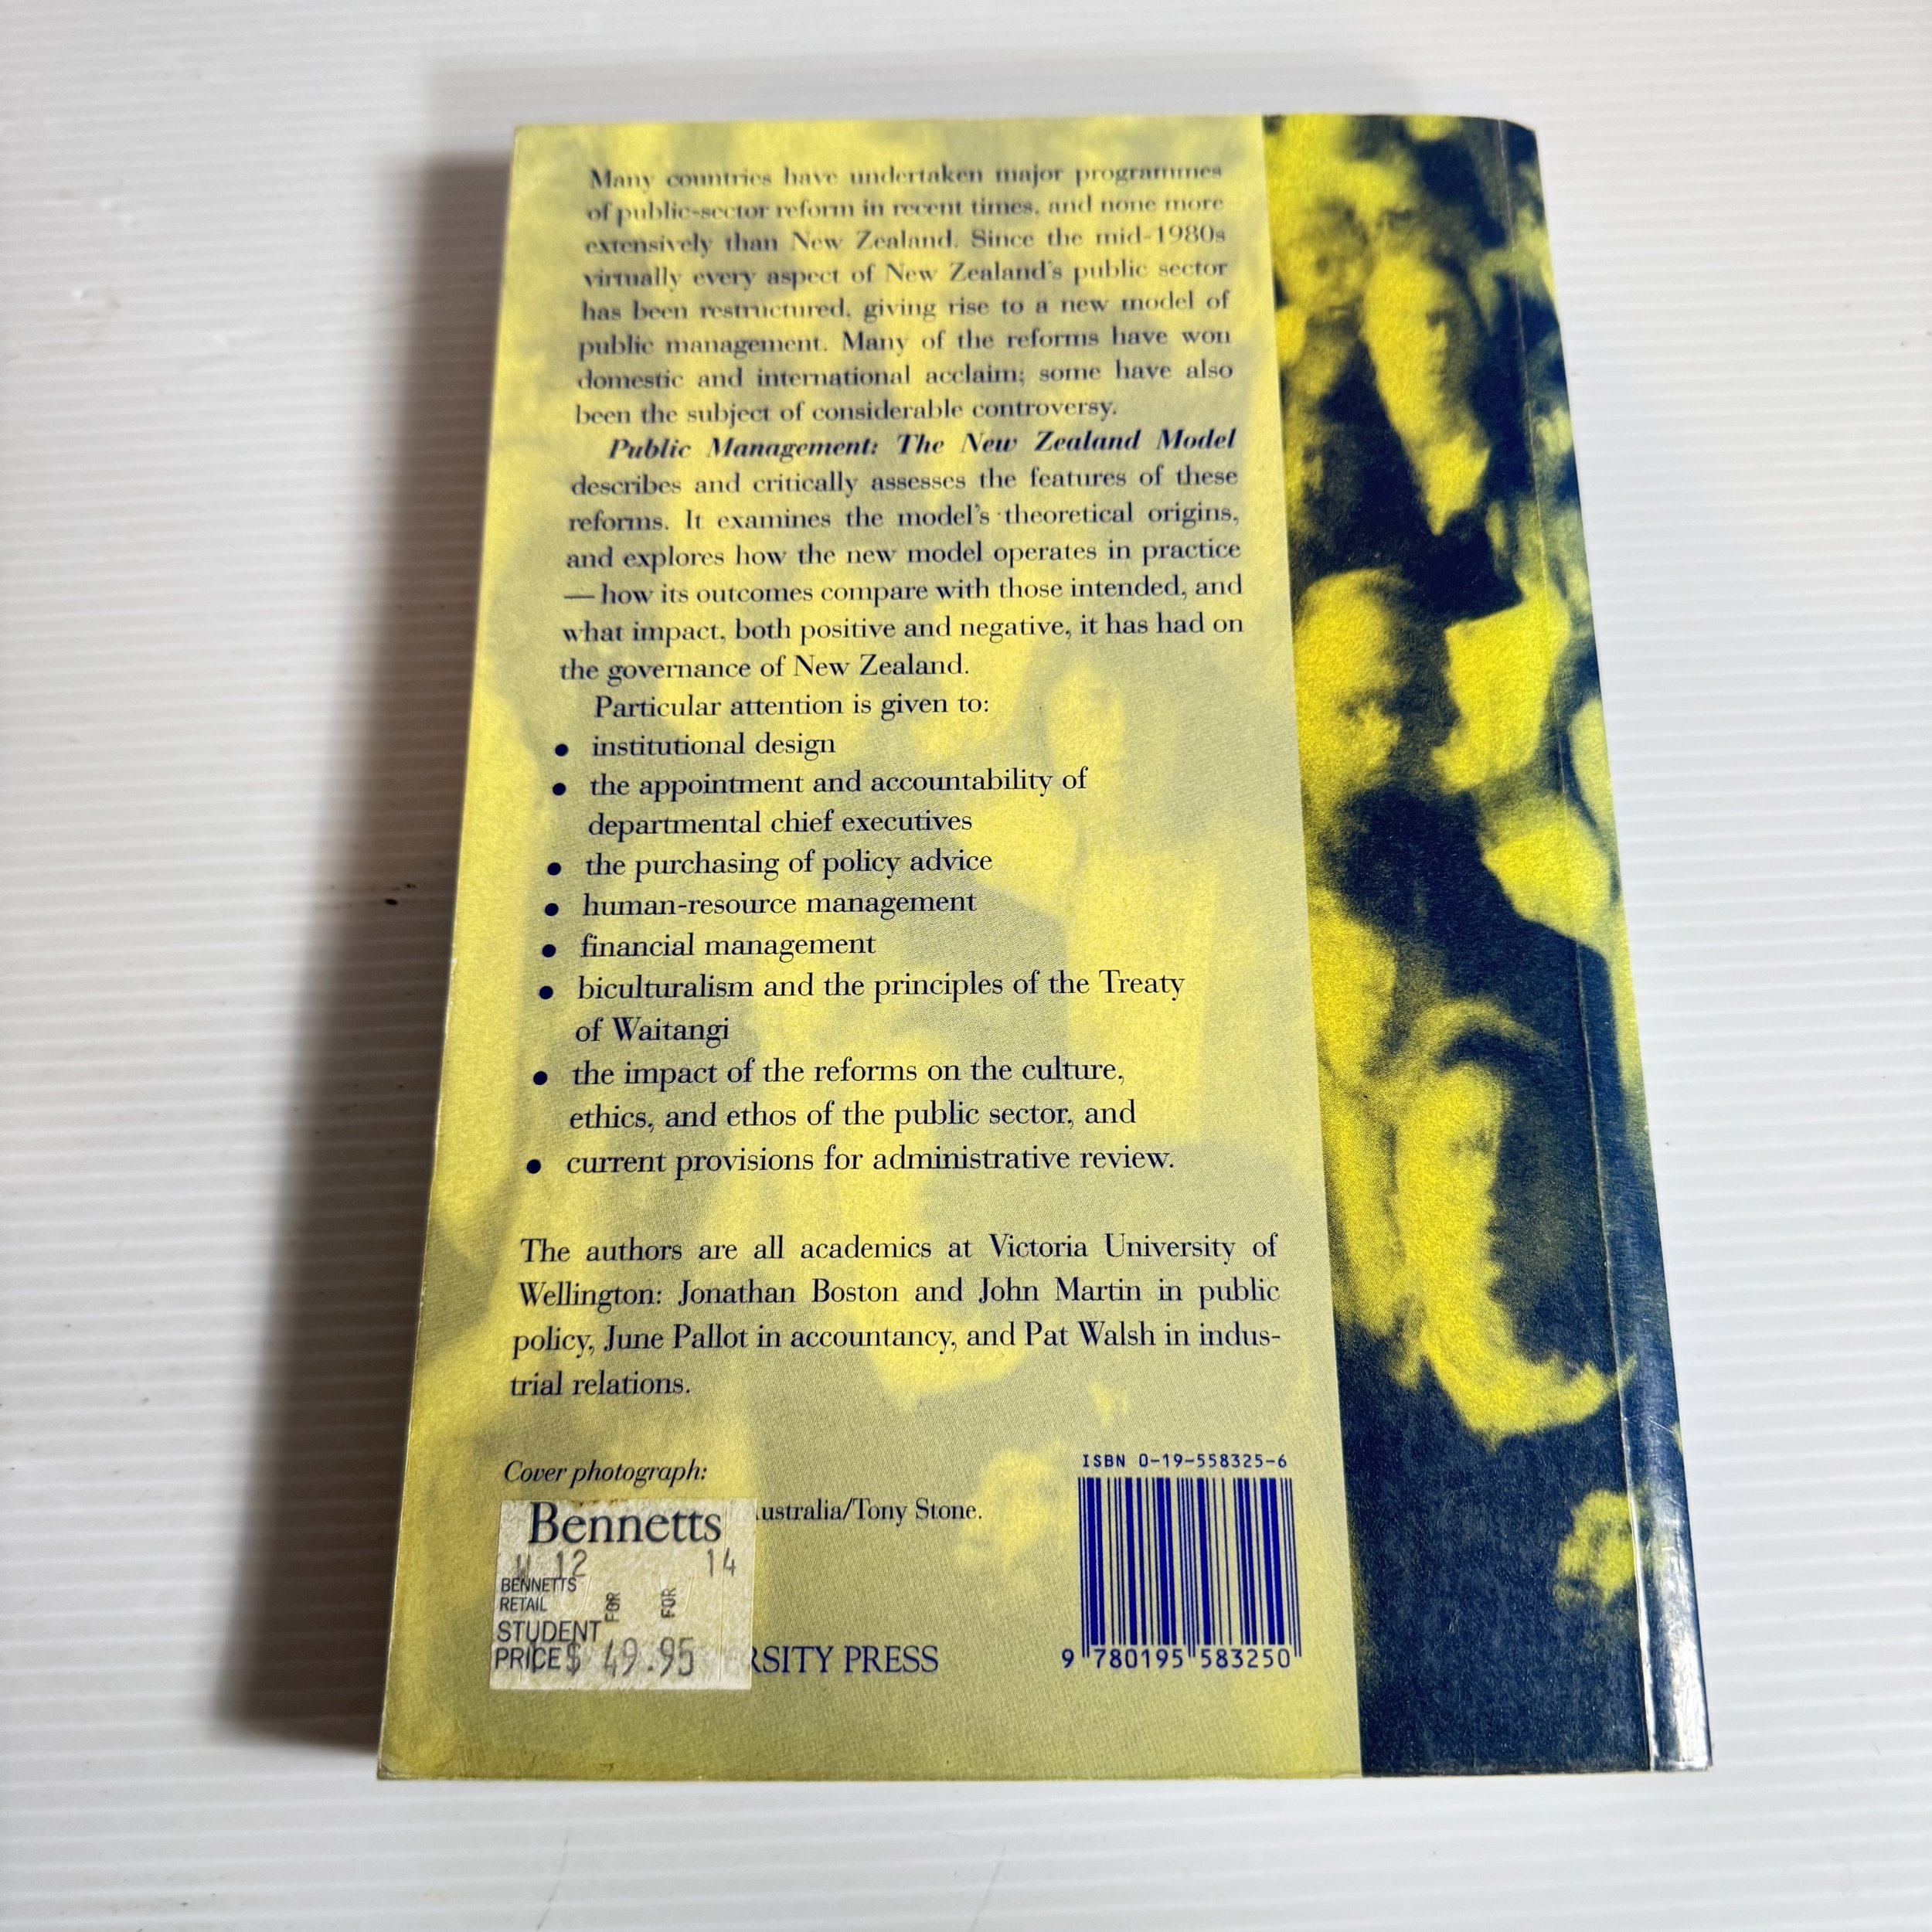 Many countries have undertaken major programmes
of public-sector reform in recent times, and none more
extensively than New Zealand. Since the mid-1980s
virtually every aspect of New Zealand's public sector
has been restructured, giving rise to a new model of
public management. Many of the reforms have won
domestic and international acclaim; some have also
been the subject of considerable controversy.
Public Management: The New Zealand Model
describes and critically assesses the features of these
reforms. It examines the model's theoretical origins,
and explores how the new model operates in practice
— how its outcomes compare with those intended, and
what impact, both positive and negative, it has had on
the governance of New Zealand.
Particular attention is given to:
• institutional design
• the appointment and accountability of
departmental chief executives
• the purchasing of policy advice
• human-resource management
• financial management
• biculturalism and the principles of the Treaty
of Waitangi
• the impact of the reforms on the culture,
ethics, and ethos of the public sector, and
• current provisions for administrative review.
The authors are all academics at Victoria University of
Wellington: Jonathan Boston and John Martin in public
policy, June Pallot in accountancy, and Pat Walsh in indus-
trial relations.
Cover photograph:
ustralia/Tony Stone.
Bennetts
12 14
BENNETTS
RETAIL FOR FOR
STUDENT
PRICE $ 49.95
RSITY PRESS
ISBN 0-19-558325-6
9 780195 583250